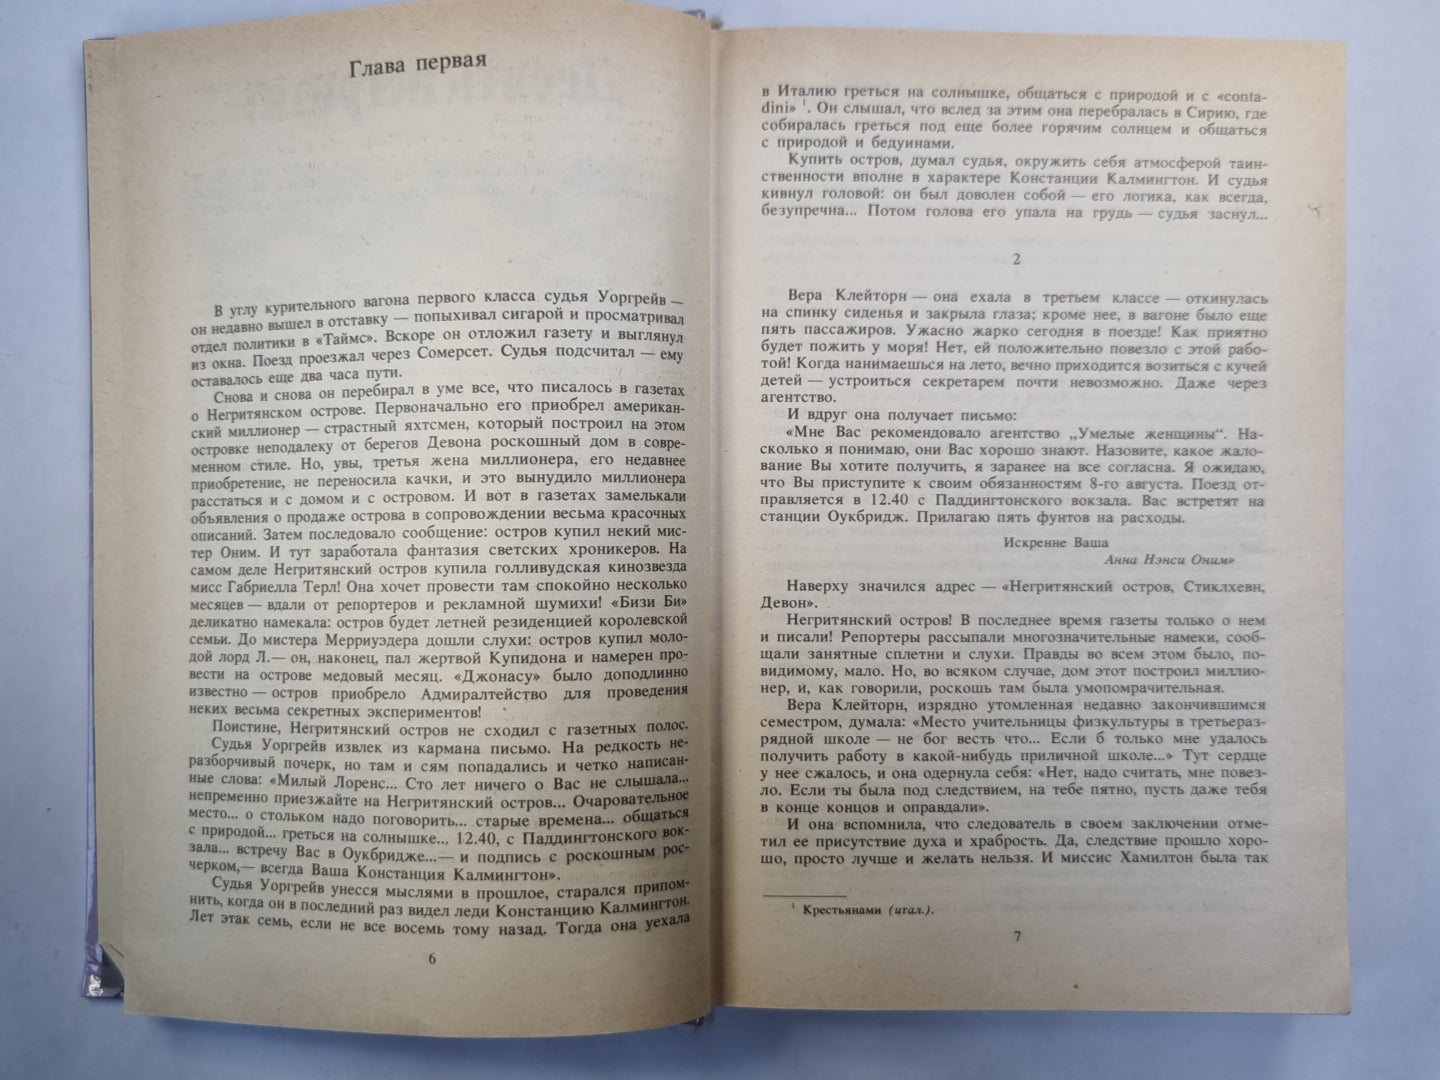 Глава первая
В углу курительного вагона первого класса судья Уоргрейв —
он недавно вышел в отставку — попыхивал сигарой и просматривал
отдел политики в «Таймс». Вскоре он отложил газету и выглянул
из окна. Поезд проезжал через Сомерсет. Судья подсчитал — ему
оставалось еще два часа пути.
Снова и снова он перебирал в уме все, что писалось в газетах
о Негритянском острове. Первоначально его приобрел американ-
ский миллионер — страстный яхтсмен, который построил на этом
островке неподалеку от берегов Девона роскошный дом в совре-
менном стиле. Но, увы, третья жена миллионера, его недавнее
приобретение, не переносила качки, и это вынудило миллионера
расстаться и с домом и с островом. И вот в газетах замелькали
объявления о продаже острова в сопровождении весьма красочных
описаний. Затем последовало сообщение: остров купил некий мис-
тер Оним. И тут заработала фантазия светских хроникеров. На
самом деле Негритянский остров купила голливудская кинозвезда
мисс Габриелла Терл! Она хочет провести там спокойно несколько
месяцев — вдали от репортеров и рекламной шумихи! «Бизи Би»
деликатно намекала: остров будет летней резиденцией королевской
семьи. До мистера Мерриуэдера дошли слухи: остров купил моло-
дой лорд Л.— он, наконец, пал жертвой Купидона и намерен про-
вести на острове медовый месяц. «Джонасу» было доподлинно
известно — остров приобрело Адмиралтейство для проведения
неких весьма секретных экспериментов!
Поистине, Негритянский остров не сходил с газетных полос.
Судья Уоргрейв извлек из кармана письмо. На редкость не-
разборчивый почерк, но там и сям попадались и четко написан-
ные слова: «Милый Лоренс... Сто лет ничего о Вас не слышала...
непременно приезжайте на Негритянский остров... Очаровательное
место... о стольком надо поговорить... старые времена... общаться
с природой... греться на солнышке... 12.40, с Паддингтонского вок-
зала... встречу Вас в Оукбридже...— и подпись с роскошным рос-
черком,— всегда Ваша Констанция Калмингтон».
Судья Уоргрейв унесся мыслями в прошлое, старался припом-
нить, когда он в последний раз видел леди Констанцию Калмингтон.
Лет этак семь, если не все восемь тому назад. Тогда она уехала
6
в Италию греться на солнышке, общаться с природой и с «conta-
dini» ¹. Он слышал, что вслед за этим она перебралась в Сирию, где
собиралась греться под еще более горячим солнцем и общаться
с природой и бедуинами.
Купить остров, думал судья, окружить себя атмосферой таин-
ственности вполне в характере Констанции Калмингтон. И судья
кивнул головой: он был доволен собой — его логика, как всегда,
безупречна... Потом голова его упала на грудь — судья заснул...
2
Вера Клейторн — она ехала в третьем классе — откинулась
на спинку сиденья и закрыла глаза; кроме нее, в вагоне было еще
пять пассажиров. Ужасно жарко сегодня в поезде! Как приятно
будет пожить у моря! Нет, ей положительно повезло с этой рабо-
той! Когда нанимаешься на лето, вечно приходится возиться с кучей
детей — устроиться секретарем почти невозможно. Даже через
агентство.
И вдруг она получает письмо:
«Мне Вас рекомендовало агентство „Умелые женщины“. На-
сколько я понимаю, они Вас хорошо знают. Назовите, какое жало-
вание Вы хотите получить, я заранее на все согласна. Я ожидаю,
что Вы приступите к своим обязанностям 8-го августа. Поезд от-
правляется в 12.40 с Паддингтонского вокзала. Вас встретят на
станции Оукбридж. Прилагаю пять фунтов на расходы.
Искренне Ваша
Анна Нэнси Оним»
Наверху значился адрес — «Негритянский остров, Стиклхевн,
Девон».
Негритянский остров! В последнее время газеты только о нем
и писали! Репортеры рассыпали многозначительные намеки, сооб-
щали занятные сплетни и слухи. Правды во всем этом было, по-
видимому, мало. Но, во всяком случае, дом этот построил миллио-
нер, и, как говорили, роскошь там была умопомрачительная.
Вера Клейторн, изрядно утомленная недавно закончившимся
семестром, думала: «Место учительницы физкультуры в третьераз-
рядной школе — не бог весть что... Если б только мне удалось
получить работу в какой-нибудь приличной школе...» Тут сердце
у нее сжалось, и она одернула себя: «Нет, надо считать, мне повез-
ло. Если ты была под следствием, на тебе пятно, пусть даже тебя
в конце концов и оправдали».
И она вспомнила, что следователь в своем заключении отме-
тил ее присутствие духа и храбрость. Да, следствие прошло хоро-
шо, просто лучше и желать нельзя. И миссис Хамилтон была так
¹ Крестьянами (итал.).
7